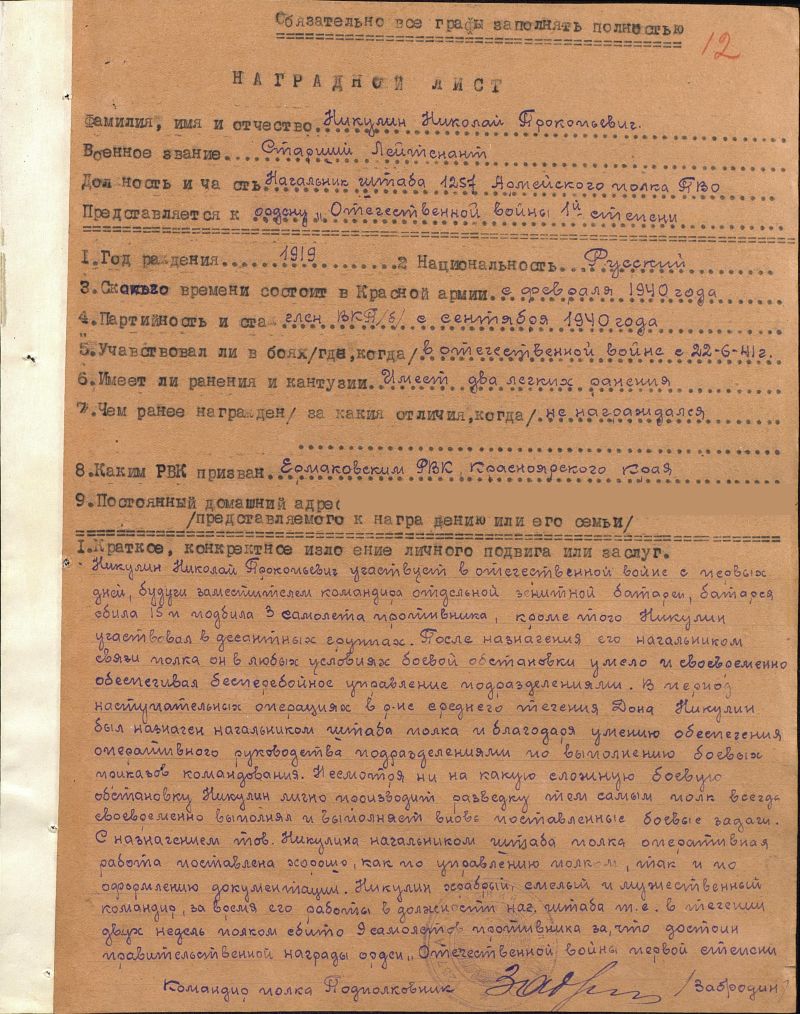 Обязательно все графы заполнять полностью
12
НАГРАДНОЙ ЛИСТ
Фамилия, имя и отчество Никулин Николай Прокопьевич.
Военное звание Старший Лейтенант
Должность и часть Начальник штаба 1257 Армейского полка ПВО
Представляется к ордену „Отечественной войны 1й степени
1. Год рождения 1919 2 Национальность Русский
3. Сколько времени состоит в Красной армии с февраля 1940 года
4. Партийность и стаж член ВКП/б/ с сентября 1940 года
5. Учавствовал ли в боях/где, когда/ в отечественной войне с 22-6-41 г.
6. Имеет ли ранения и кантузии. Имеет два легких ранения
7. Чем ранее награжден/ за какия отличия, когда/ не награждался
8. Каким РВК призван Ермаковским РВК, Красноярского края
9. Постоянный домашний адрес
/представляемого к награждению или его семьи/
I. Краткое, конкретное изложение личного подвига или заслуг.
Никулин Николай Прокопьевич участвует в отечественной войне с первых
дней, будучи заместителем командира отдельной зенитной батареи, батарея
сбила 15 и подбила 3 самолета противника, кроме того Никулин
участвовал в десантных группах. После назначения его начальником
связи полка он в любых условиях боевой обстановки умело и своевременно
обеспечивал бесперебойное управление подразделениями. В период
наступательных операциях в р-не среднего течения Дона Никулин
был назначен начальником штаба полка и благодаря умению обеспечения
оперативного руководства подразделениями по выполнению боевых
приказов командования. Несмотря ни на какую сложную боевую
обстановку Никулин лично производит разведку тем самым полк всегда
своевременно выполнял и выполняет вновь поставленные боевые задачи.
С назначением тов. Никулина начальником штаба полка оперативная
работа поставлена хорошо, как по управлению полком, так и по
оформлению документации. Никулин храбрый, смелый и мужественный
командир, за время его работы в должности нач. штаба т.е. в течении
двух недель полком сбито 9 самолетов противника за, что достоин
правительственной награды орден „Отечественной войны первой степени
Командир полка Подполковник Забр /Забродин/